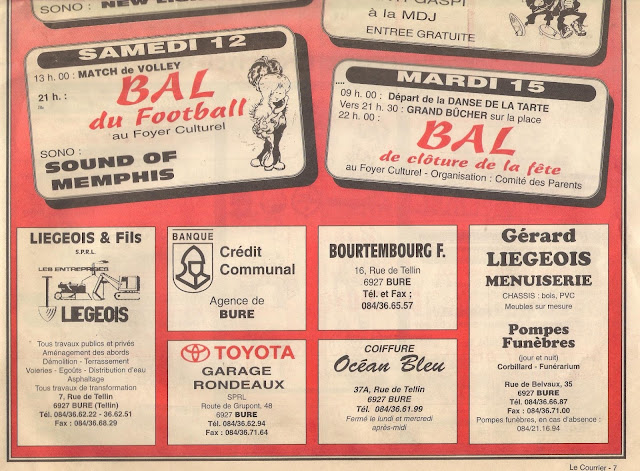 SONO :
à la MDJ
ENTREE GRATUITE
SAMEDI 12
13 h. 00 : MATCH de VOLLEY
21 h. :
BAL
du Football
au Foyer Culturel
SONO :
SOUND OF
MEMPHIS
MARDI 15
09 h. 00 : Départ de la DANSE DE LA TARTE
Vers 21 h. 30 : GRAND BÛCHER sur la place
22 h. 00 :
BAL
de clôture de la fête
au Foyer Culturel - Organisation : Comité des Parents
LIEGEOIS & Fils
S.P.R.L.
LES ENTREPRISES
LIEGEOIS
Tous travaux publics et privés
Aménagement des abords
Démolition - Terrassement
Voieries - Egoûts - Distribution d'eau
Asphaltage
Tous travaux de transformation
7, Rue de Tellin
6927 BURE (Tellin)
Tél. 084/36.62.22 - 36.62.51
Fax : 084/36.68.29
BANQUE
Crédit
Communal
Agence de
BURE
TOYOTA
GARAGE
RONDEAUX
SPRL
Route de Grupont, 48
6927 BURE
Tél. 084/36.62.94
Fax : 084/36.71.64
BOURTEMBOURG F.
16, Rue de Tellin
6927 BURE
Tél. et Fax ;
084/36.65.57
COIFFURE
Océan Bleu
37A, Rue de Tellin
6927 BURE
Tél. 084/36.61.99
Fermé le lundi et mercredi
après-midi
Gérard
LIEGEOIS
MENUISERIE
CHASSIS : bois, PVC
Meubles sur mesure
Pompes
Funèbres
(jour et nuit)
Corbillard - Funérarium
Rue de Belvaux, 35
6927 BURE
Tél. 084/36.66.87
Fax : 084/36.71.00
Pompes funèbres, en cas d'absence :
084/21.16.94
Le Courrier - 7